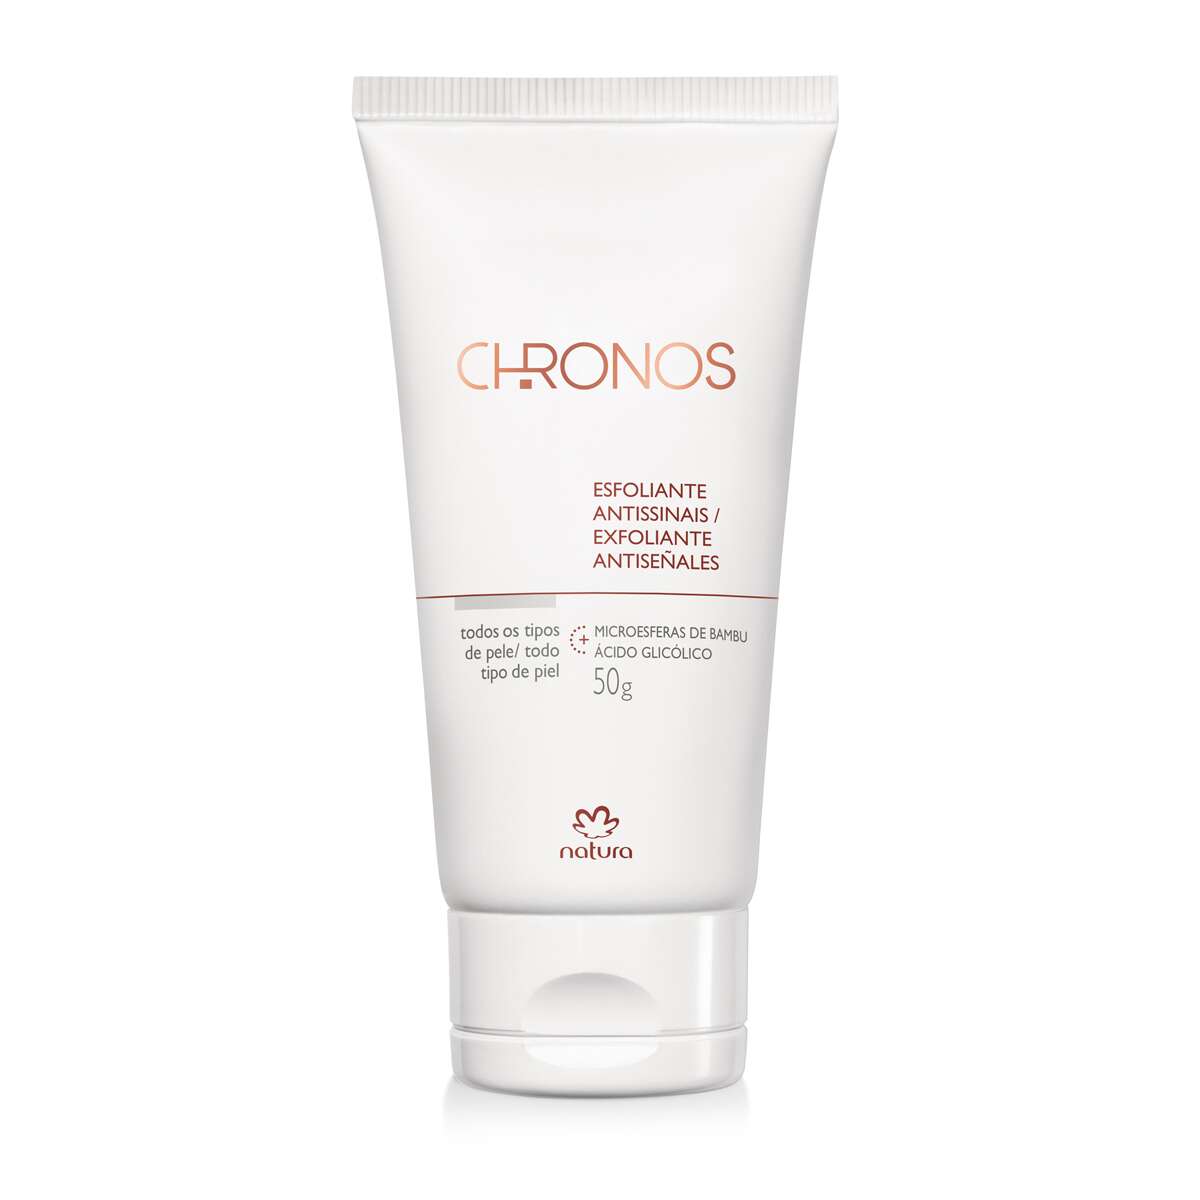 CHRONOS
ESFOLIANTE
ANTISSINAIS /
EXFOLIANTE
ANTISEÑALES
todos os tipos
de pele/ todo
tipo de piel
+ MICROESFERAS DE BAMBU
ÁCIDO GLICÓLICO
50g
natura